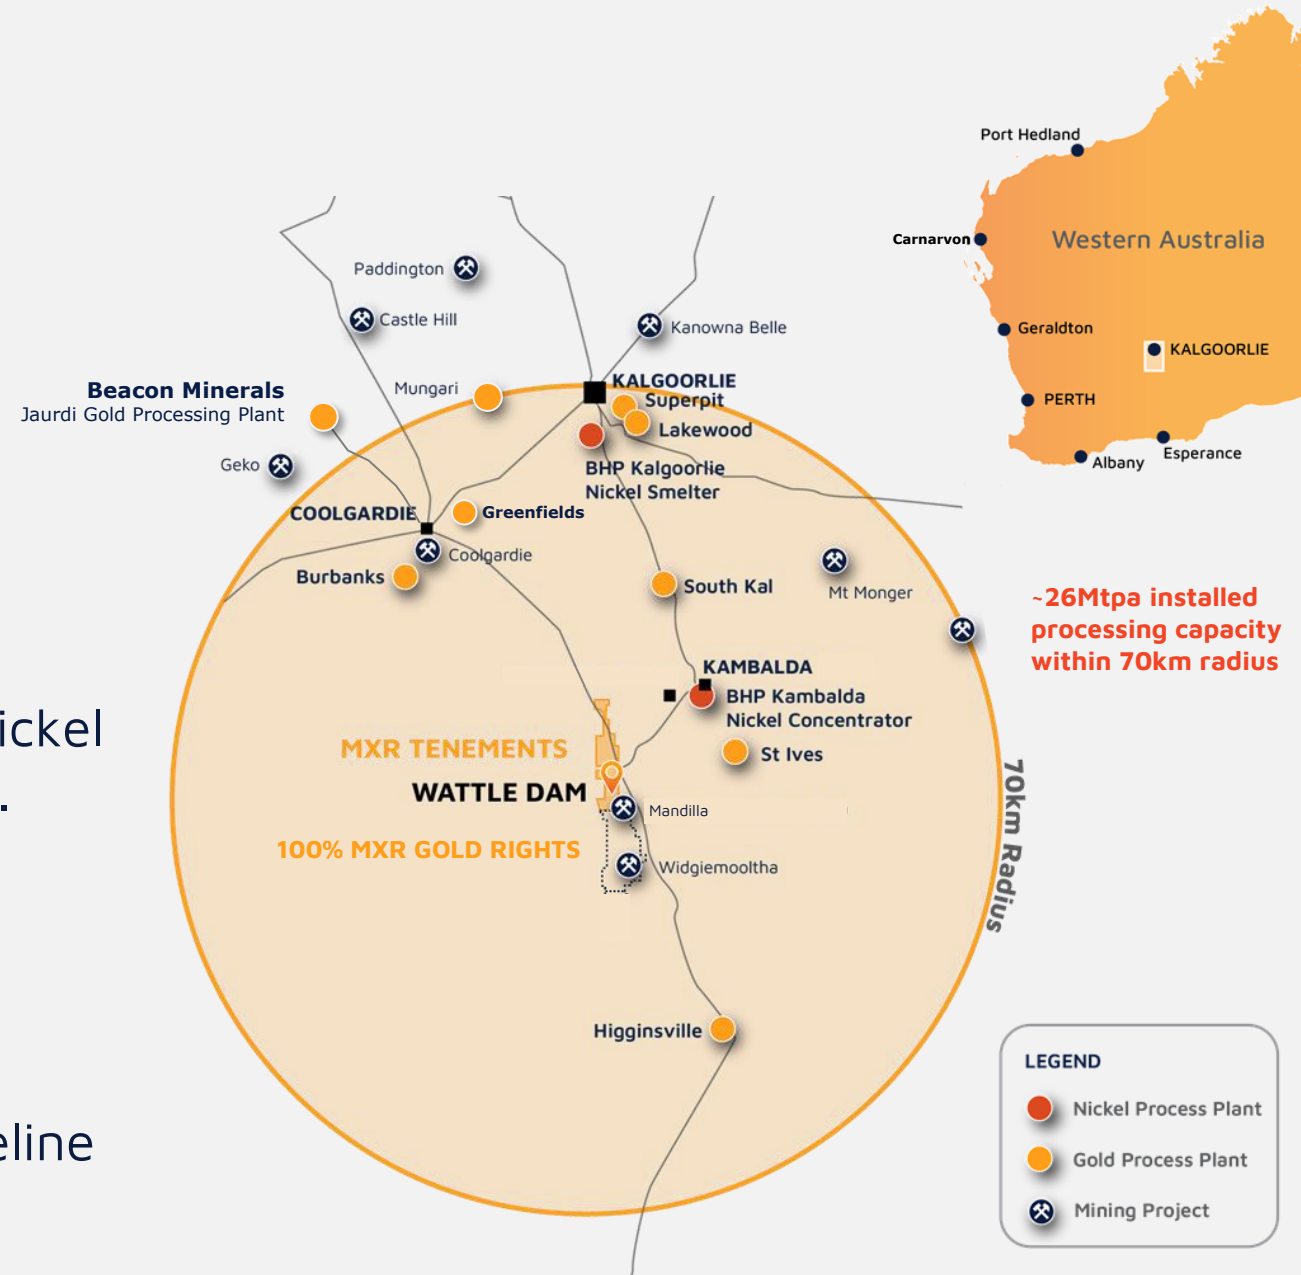 Port Hedland
Carnarvon
Western Australia
Geraldton
KALGOORLIE
PERTH
Esperance
Albany
Paddington
Castle Hill
Kanowna Belle
Beacon Minerals
Jaurdi Gold Processing Plant
Mungari
KALGOORLIE
Superpit
Lakewood
Geko
BHP Kalgoorlie
Nickel Smelter
COOLGARDIE
Greenfields
Coolgardie
Burbanks
South Kal
Mt Monger
~26Mtpa installed
processing capacity
within 70km radius
KAMBALDA
BHP Kambalda
Nickel Concentrator
ickel
.
MXR TENEMENTS
St Ives
WATTLE DAM
Mandilla
100% MXR GOLD RIGHTS
Widgiemooltha
70km Radius
Higginsville
eline
LEGEND
Nickel Process Plant
Gold Process Plant
Mining Project